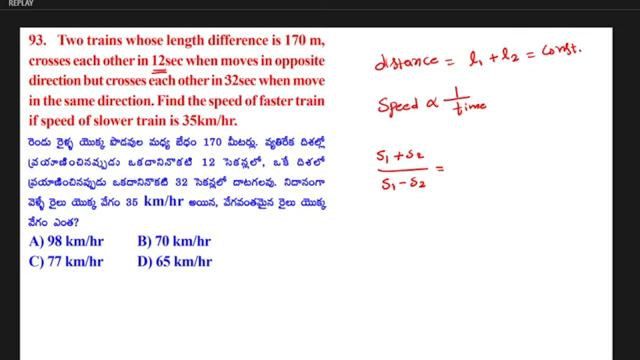 REPLAY
93. Two trains whose length difference is 170 m,
crosses each other in 12sec when moves in opposite
direction but crosses each other in 32sec when move
in the same direction. Find the speed of faster train
if speed of slower train is 35km/hr.
రెండు రైళ్ల యొక్క పొడవుల మధ్య బేధం 170 మీటర్లు. వ్యతిరేక దిశల్లో
ప్రయాణించినప్పుడు ఒకదానినొకటి 12 సెకన్లలో, ఒకే దిశలో
ప్రయాణించినప్పుడు ఒకదానినొకటి 32 సెకన్లలో దాటగలవు. నిదానంగా
వెళ్ళే రైలు యొక్క వేగం 35 km/hr అయిన, వేగవంతమైన రైలు యొక్క
వేగం ఎంత?
A) 98 km/hr B) 70 km/hr
C) 77 km/hr D) 65 km/hr
distance = l₁ + l₂ = const.
Speed ∝ 1/time
S₁ + S₂ / S₁ - S₂ =